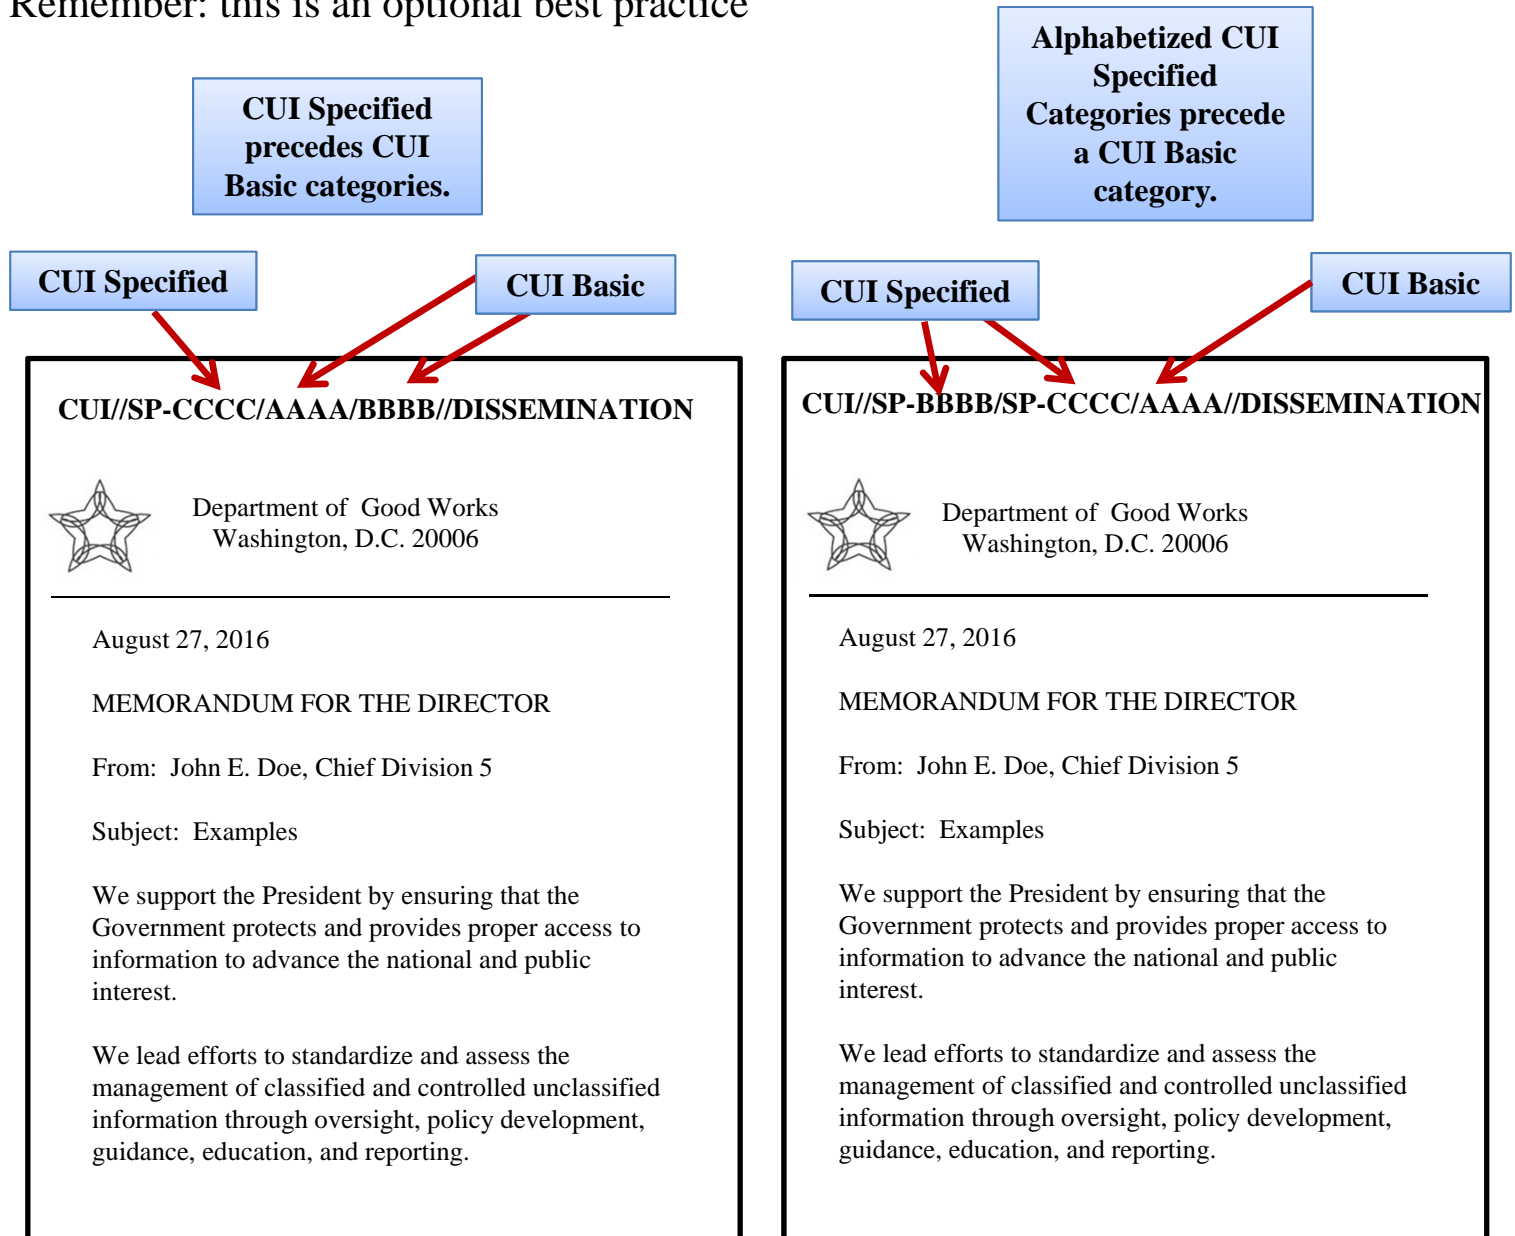 Remember: this is an optional best practice
CUI Specified
precedes CUI
Basic categories.
CUI Specified
CUI Basic
CUI//SP-CCCC/AAAA/BBBB//DISSEMINATION
Department of  Good Works
Washington, D.C. 20006
August 27, 2016
MEMORANDUM FOR THE DIRECTOR
From:  John E. Doe, Chief Division 5
Subject:  Examples
We support the President by ensuring that the
Government protects and provides proper access to
information to advance the national and public
interest.
We lead efforts to standardize and assess the
management of classified and controlled unclassified
information through oversight, policy development,
guidance, education, and reporting.
Alphabetized CUI
Specified
Categories precede
a CUI Basic
category.
CUI Specified
CUI Basic
CUI//SP-BBBB/SP-CCCC/AAAA//DISSEMINATION
Department of  Good Works
Washington, D.C. 20006
August 27, 2016
MEMORANDUM FOR THE DIRECTOR
From:  John E. Doe, Chief Division 5
Subject:  Examples
We support the President by ensuring that the
Government protects and provides proper access to
information to advance the national and public
interest.
We lead efforts to standardize and assess the
management of classified and controlled unclassified
information through oversight, policy development,
guidance, education, and reporting.